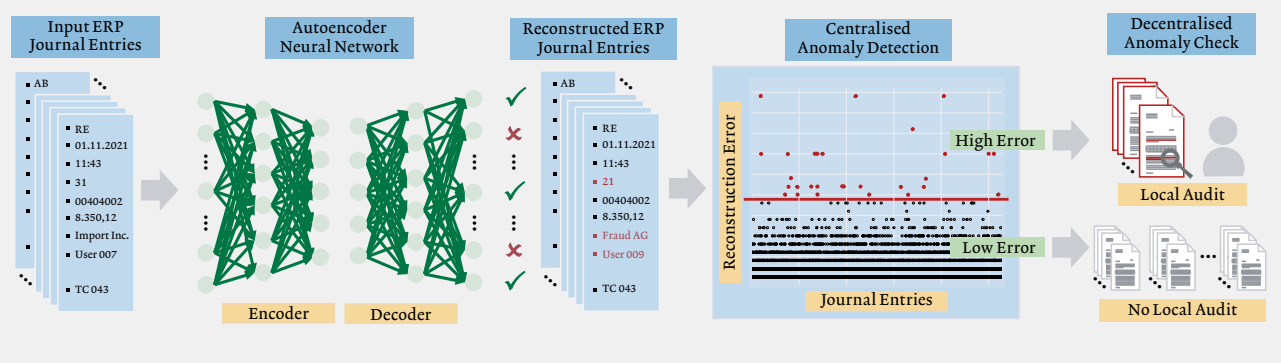 Input ERP
Journal Entries
AB
RE
01.11.2021
11:43
31
00404002
8.350,12
Import Inc.
User 007
TC 043
Autoencoder
Neural Network
Encoder
Decoder
Reconstructed ERP
Journal Entries
AB
RE
01.11.2021
11:43
21
00404002
8.350,12
Fraud AG
User 009
TC 043
Centralised
Anomaly Detection
Reconstruction Error
High Error
Low Error
Journal Entries
Decentralised
Anomaly Check
Local Audit
No Local Audit